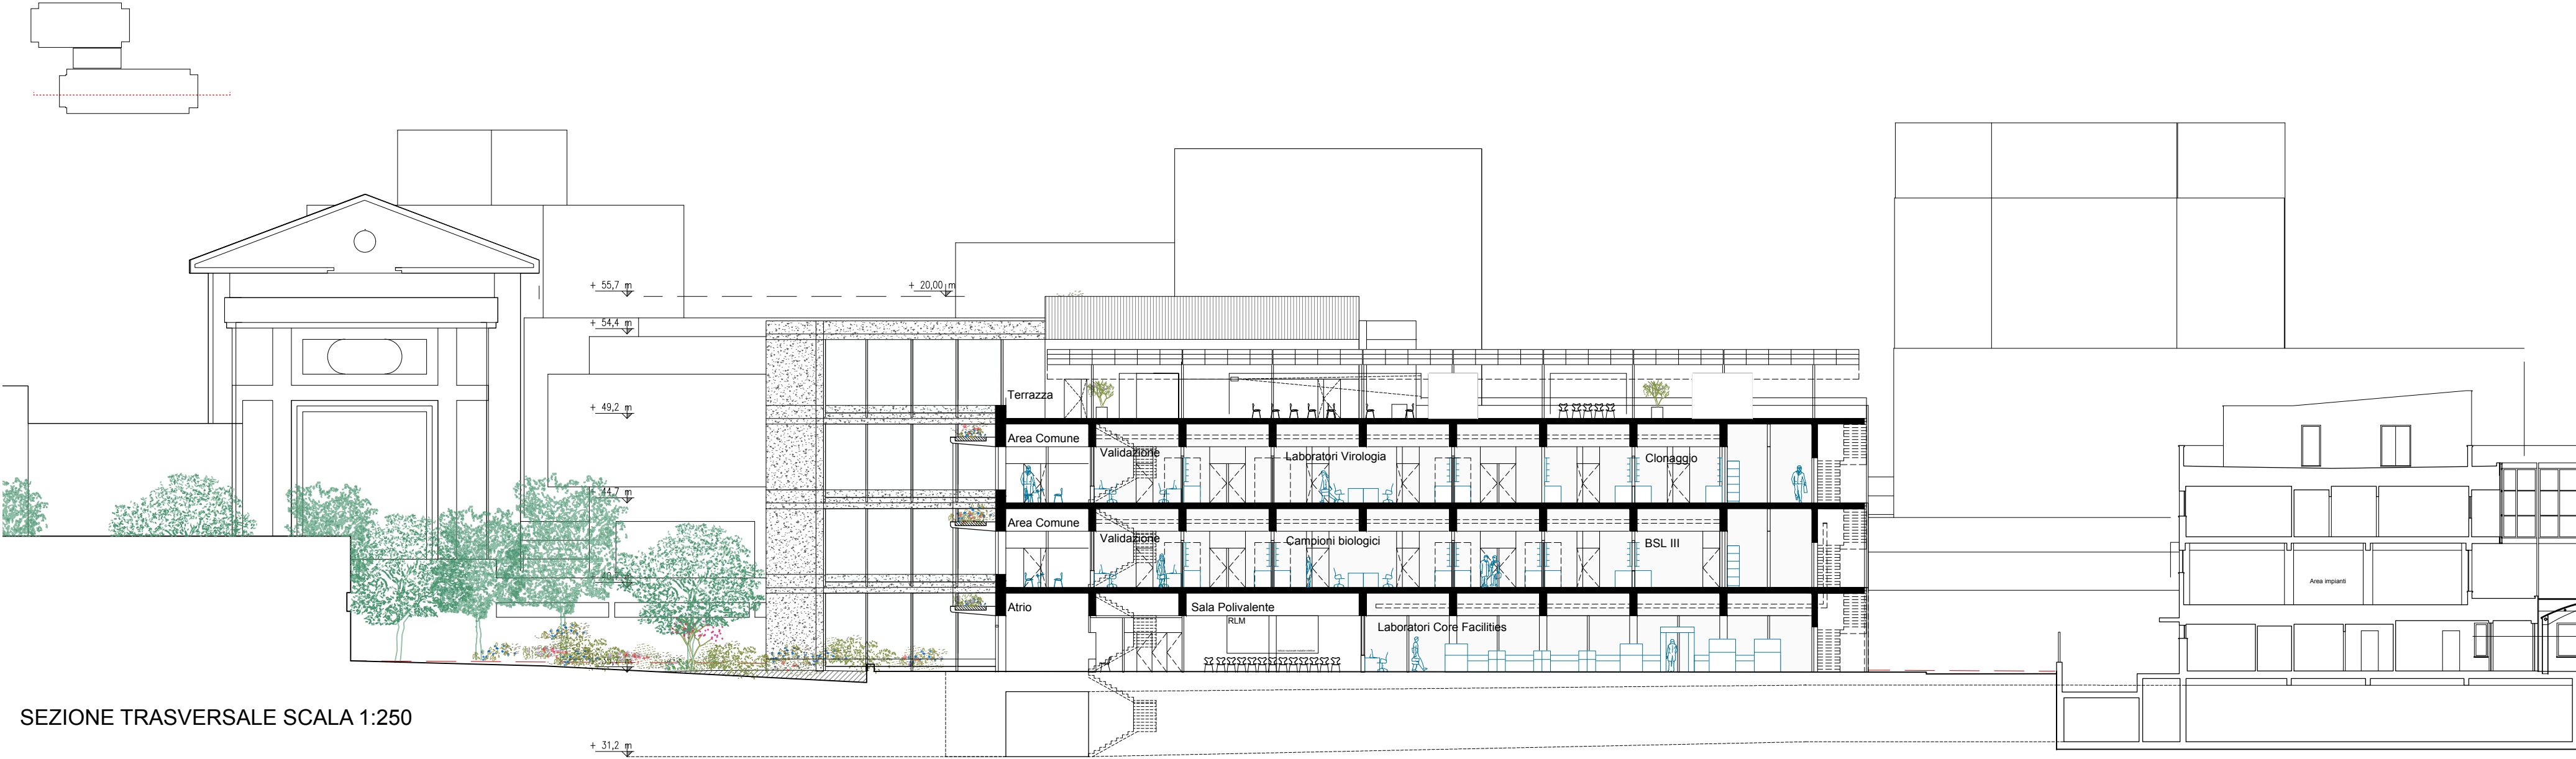 + 55,7 m
+ 20,00 m
+ 54,4 m
Terrazza
+ 49,2 m
Area Comune
Validazione
Laboratori Virologia
Clonaggio
+ 44,7 m
Area Comune
Validazione
Campioni biologici
BSL III
Area impianti
Atrio
Sala Polivalente
RLM
Laboratori Core Facilities
SEZIONE TRASVERSALE SCALA 1:250
+ 31,2 m